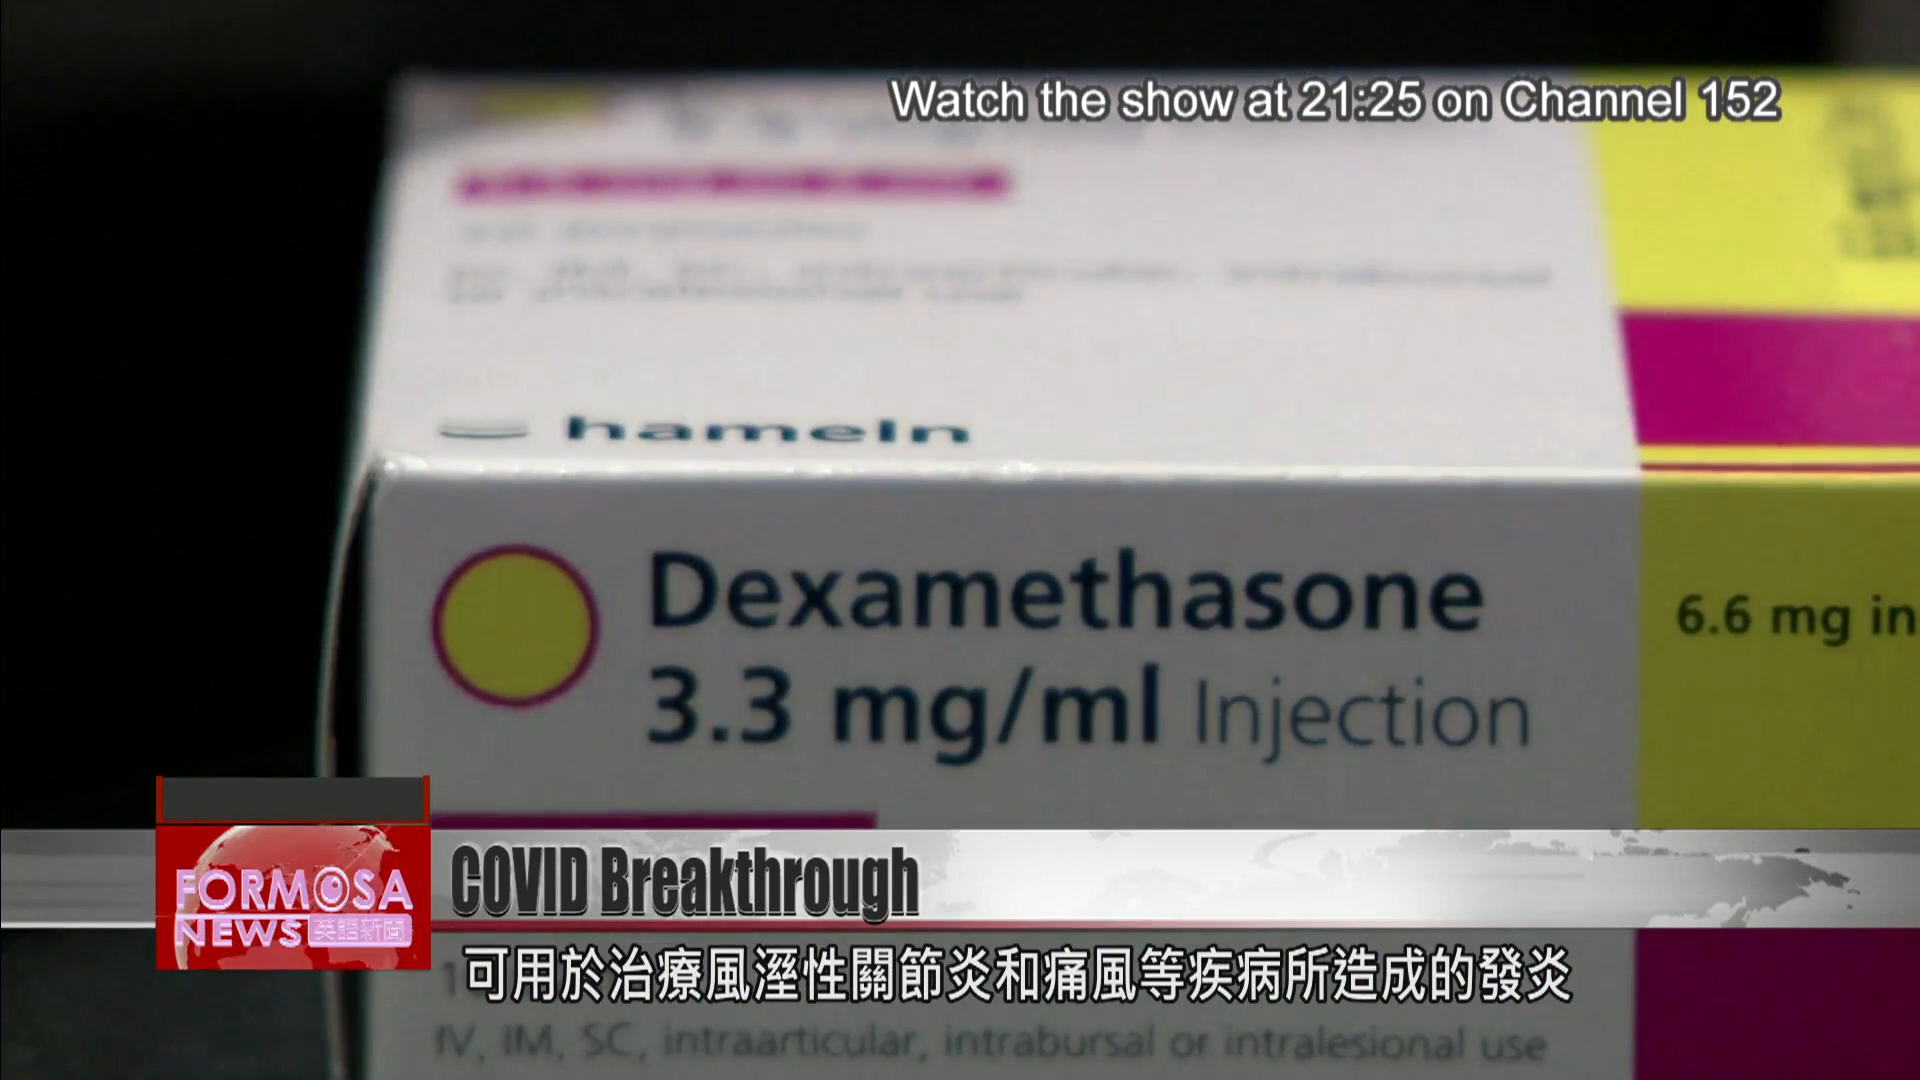 Watch the show at 21:25 on Channel 152
hameln
Dexamethasone
3.3 mg/ml Injection
6.6 mg in
FORMOSA
NEWS 英語新聞
COVID Breakthrough
可用於治療風溼性關節炎和痛風等疾病所造成的發炎
IV, IM, SC, intraarticular, intrabursal or intralesional use